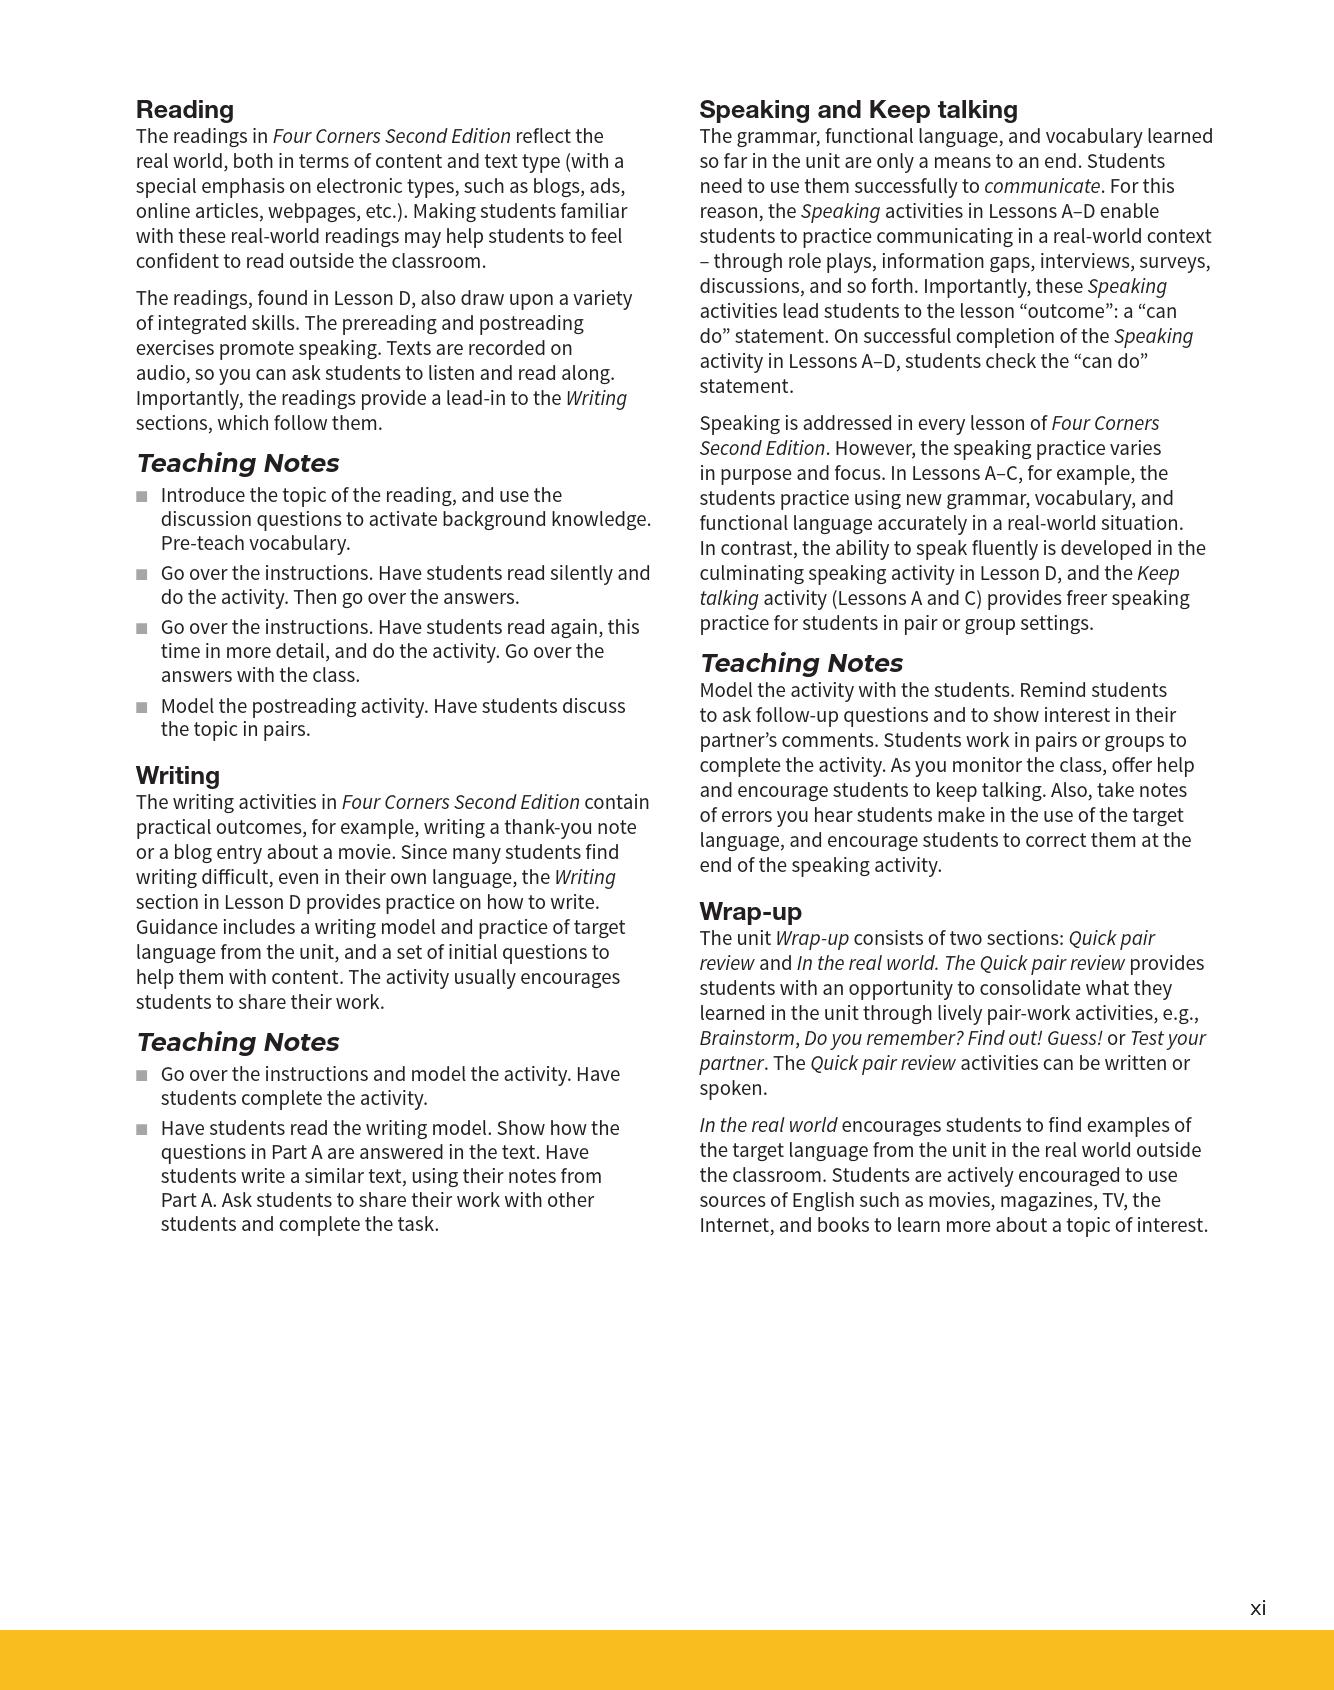 Reading
The readings in Four Corners Second Edition reflect the
real world, both in terms of content and text type (with a
special emphasis on electronic types, such as blogs, ads,
online articles, webpages, etc.). Making students familiar
with these real-world readings may help students to feel
confident to read outside the classroom.
The readings, found in Lesson D, also draw upon a variety
of integrated skills. The prereading and postreading
exercises promote speaking. Texts are recorded on
audio, so you can ask students to listen and read along.
Importantly, the readings provide a lead-in to the Writing
sections, which follow them.
Teaching Notes
■ Introduce the topic of the reading, and use the
discussion questions to activate background knowledge.
Pre-teach vocabulary.
■ Go over the instructions. Have students read silently and
do the activity. Then go over the answers.
■ Go over the instructions. Have students read again, this
time in more detail, and do the activity. Go over the
answers with the class.
■ Model the postreading activity. Have students discuss
the topic in pairs.
Writing
The writing activities in Four Corners Second Edition contain
practical outcomes, for example, writing a thank-you note
or a blog entry about a movie. Since many students find
writing difficult, even in their own language, the Writing
section in Lesson D provides practice on how to write.
Guidance includes a writing model and practice of target
language from the unit, and a set of initial questions to
help them with content. The activity usually encourages
students to share their work.
Teaching Notes
■ Go over the instructions and model the activity. Have
students complete the activity.
■ Have students read the writing model. Show how the
questions in Part A are answered in the text. Have
students write a similar text, using their notes from
Part A. Ask students to share their work with other
students and complete the task.
Speaking and Keep talking
The grammar, functional language, and vocabulary learned
so far in the unit are only a means to an end. Students
need to use them successfully to communicate. For this
reason, the Speaking activities in Lessons A–D enable
students to practice communicating in a real-world context
– through role plays, information gaps, interviews, surveys,
discussions, and so forth. Importantly, these Speaking
activities lead students to the lesson “outcome”: a “can
do” statement. On successful completion of the Speaking
activity in Lessons A–D, students check the “can do”
statement.
Speaking is addressed in every lesson of Four Corners
Second Edition. However, the speaking practice varies
in purpose and focus. In Lessons A–C, for example, the
students practice using new grammar, vocabulary, and
functional language accurately in a real-world situation.
In contrast, the ability to speak fluently is developed in the
culminating speaking activity in Lesson D, and the Keep
talking activity (Lessons A and C) provides freer speaking
practice for students in pair or group settings.
Teaching Notes
Model the activity with the students. Remind students
to ask follow-up questions and to show interest in their
partner’s comments. Students work in pairs or groups to
complete the activity. As you monitor the class, offer help
and encourage students to keep talking. Also, take notes
of errors you hear students make in the use of the target
language, and encourage students to correct them at the
end of the speaking activity.
Wrap-up
The unit Wrap-up consists of two sections: Quick pair
review and In the real world. The Quick pair review provides
students with an opportunity to consolidate what they
learned in the unit through lively pair-work activities, e.g.,
Brainstorm, Do you remember? Find out! Guess! or Test your
partner. The Quick pair review activities can be written or
spoken.
In the real world encourages students to find examples of
the target language from the unit in the real world outside
the classroom. Students are actively encouraged to use
sources of English such as movies, magazines, TV, the
Internet, and books to learn more about a topic of interest.
xi